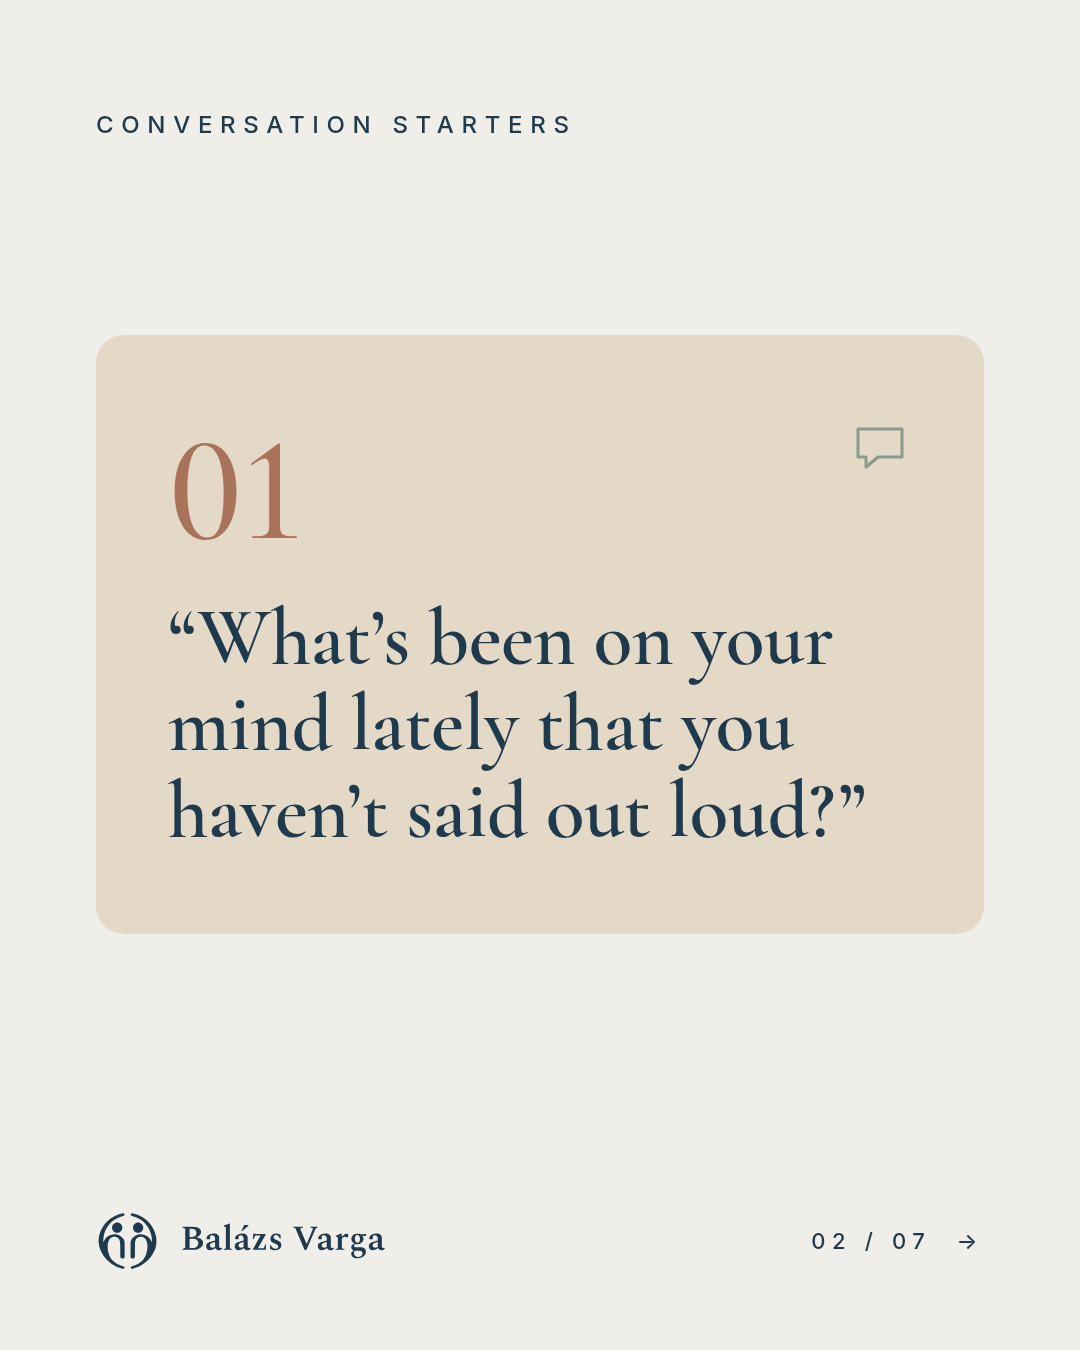 CONVERSATION STARTERS
01
“What’s been on your
mind lately that you
haven’t said out loud?”
Balázs Varga
02 / 07 →